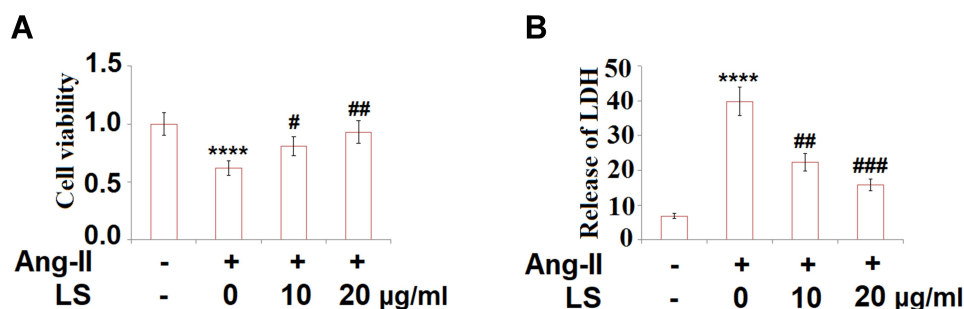 A
Cell viability
1.5
1.0
0.5
0.0
****
#
##
Ang-II - + + +
LS - 0 10 20 µg/ml
B
Release of LDH
50
40
30
20
10
0
****
##
###
Ang-II - + + +
LS - 0 10 20 µg/ml